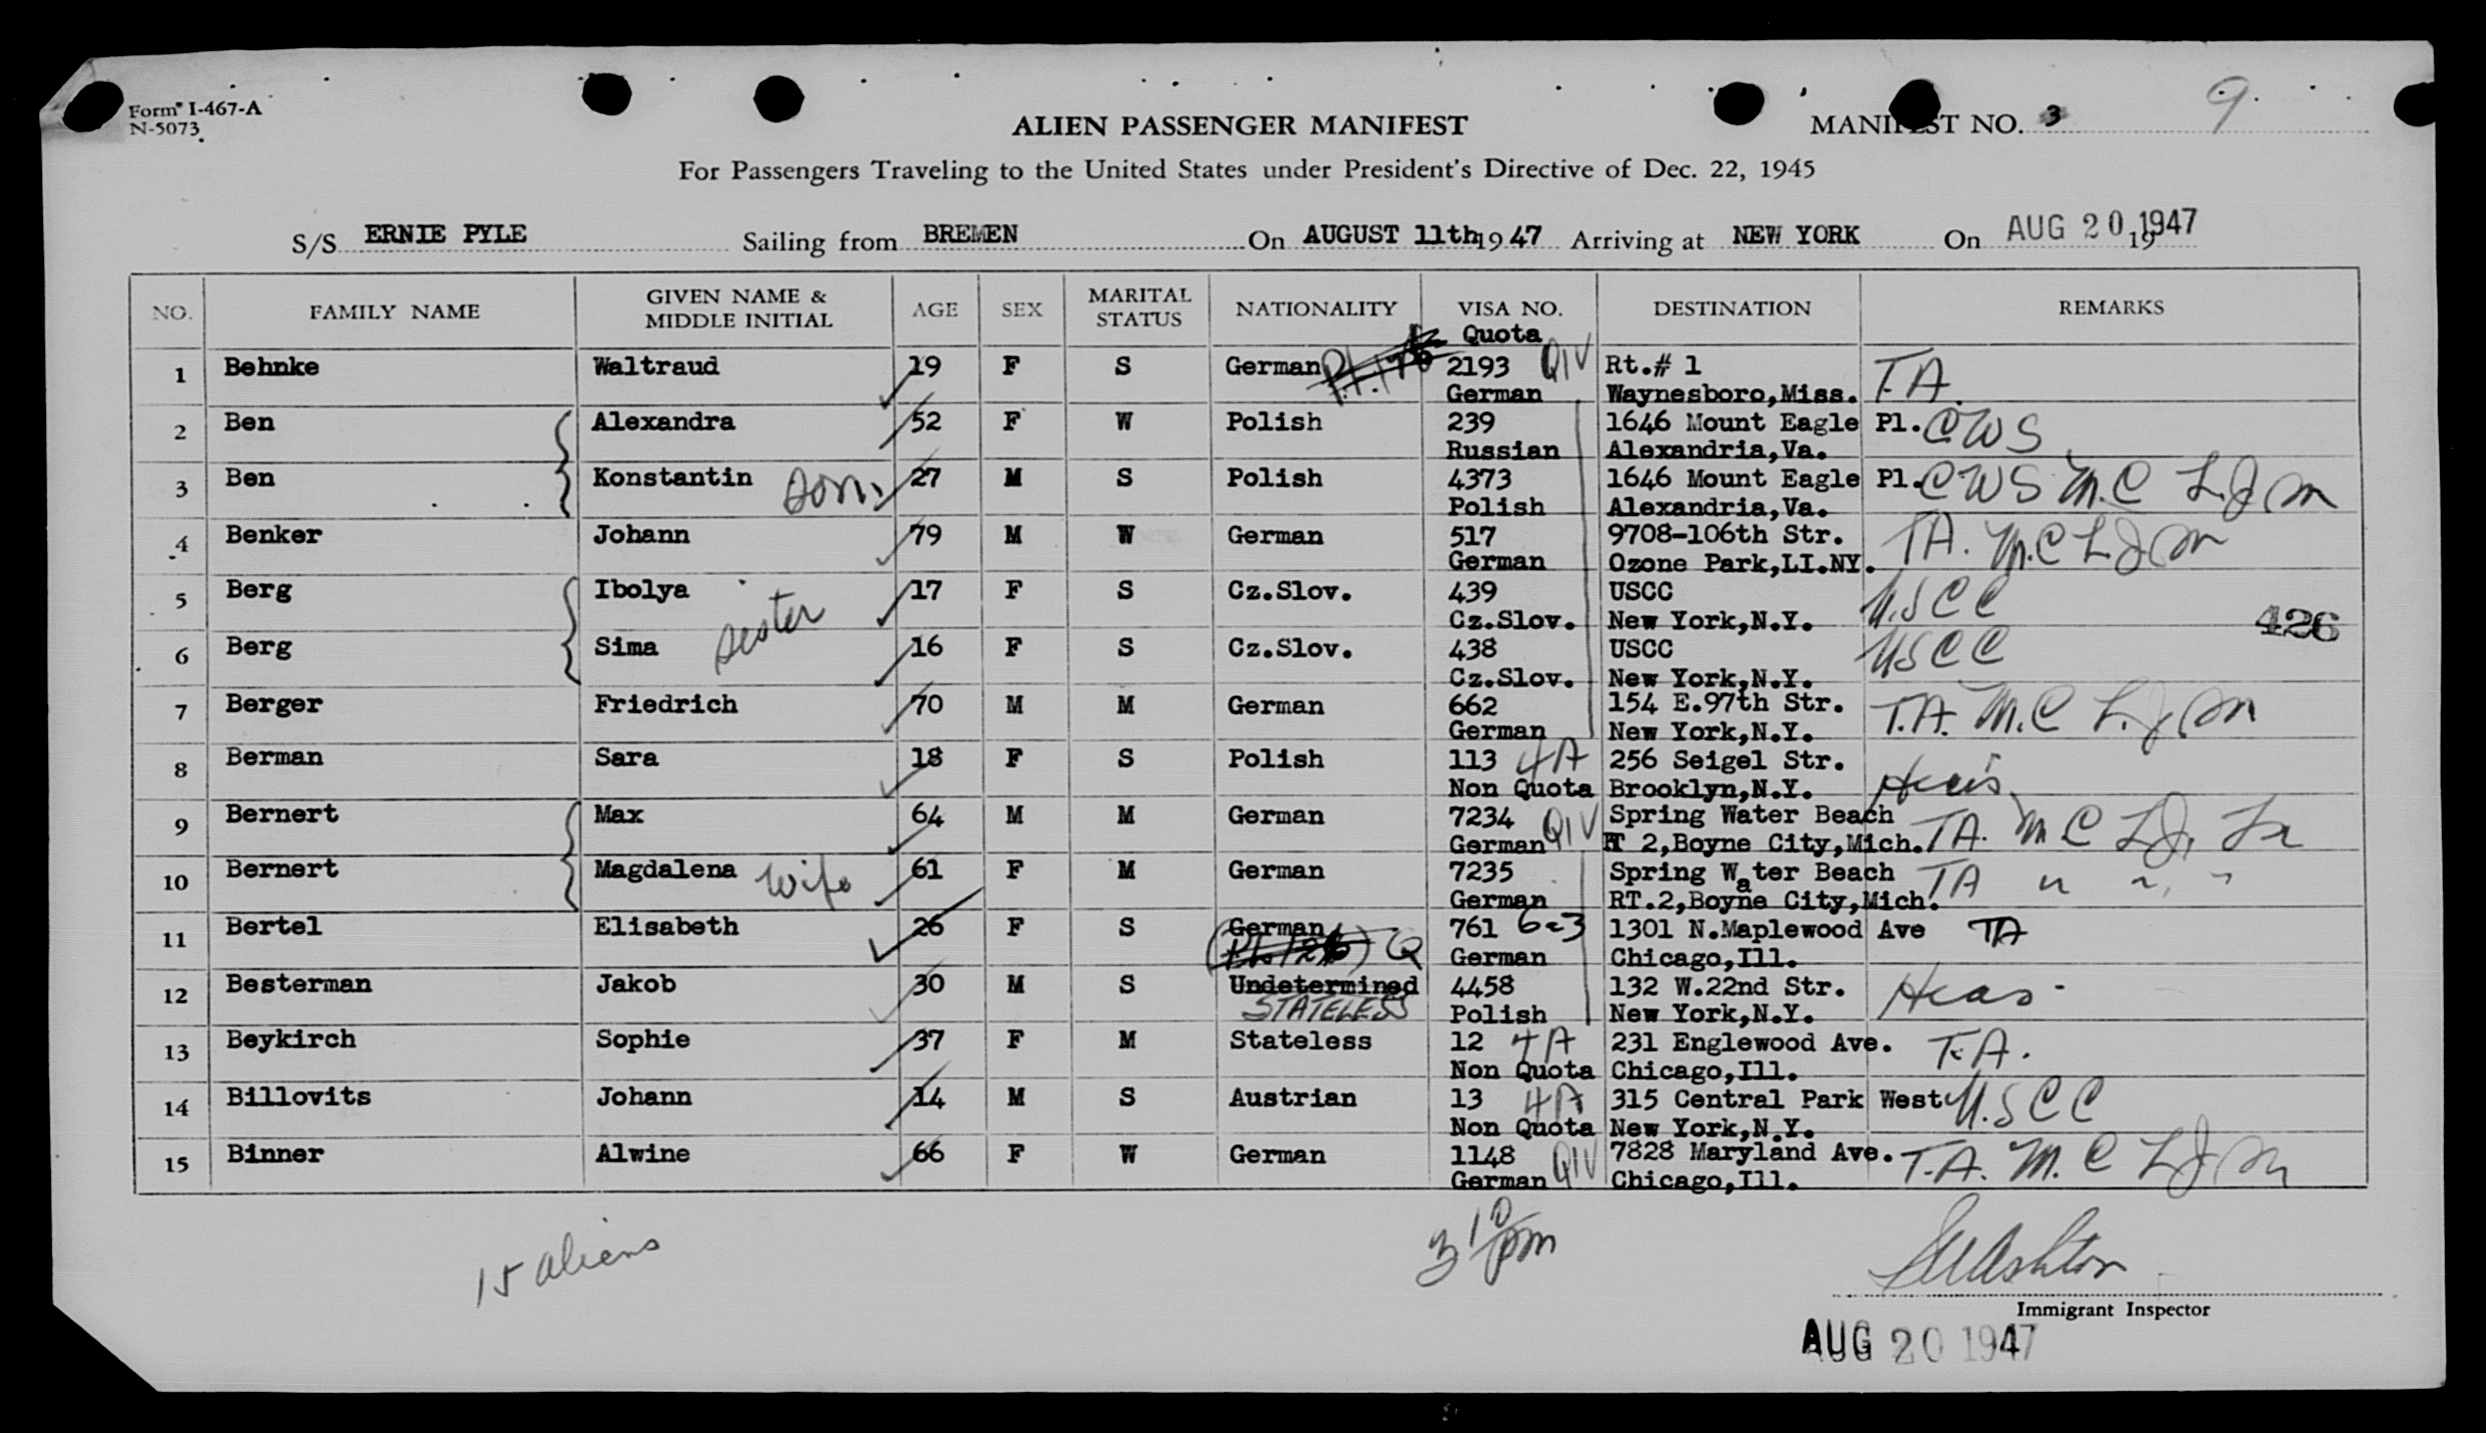 Form I-467-A
N-5073
9
ALIEN PASSENGER MANIFEST
MANIFEST NO. 3
For Passengers Traveling to the United States under President's Directive of Dec. 22, 1945
S/S ERNIE PYLE Sailing from BREMEN On AUGUST 11th 1947 Arriving at NEW YORK On AUG 20 1947 19
NO. FAMILY NAME GIVEN NAME & MIDDLE INITIAL AGE SEX MARITAL STATUS NATIONALITY VISA NO. DESTINATION REMARKS
Quota
1 Behnke Waltraud 19 F S German 2193 QIV Rt.# 1 T.A.
German Waynesboro,Miss.
2 Ben Alexandra 52 F W Polish 239 1646 Mount Eagle Pl. CWS
Russian Alexandria,Va.
3 Ben Konstantin son 27 M S Polish 4373 1646 Mount Eagle Pl. CWS M.C
Polish Alexandria,Va.
4 Benker Johann 79 M W German 517 9708-106th Str. TA. M.C
German Ozone Park,LI.NY.
5 Berg Ibolya 17 F S Cz.Slov. 439 USCC U.SCC
Cz.Slov. New York,N.Y.
426
6 Berg Sima sester 16 F S Cz.Slov. 438 USCC USCC
Cz.Slov. New York,N.Y.
7 Berger Friedrich 70 M M German 662 154 E.97th Str. T.A. M.C
German New York,N.Y.
8 Berman Sara 18 F S Polish 113 4A 256 Seigel Str. Heais
Non Quota Brooklyn,N.Y.
9 Bernert Max 64 M M German 7234 QIV Spring Water Beach TA. M C
German RT 2,Boyne City,Mich.
10 Bernert Magdalena wife 61 F M German 7235 Spring Water Beach TA
German RT.2,Boyne City,Mich.
11 Bertel Elisabeth 26 F S German Q 761 6-3 1301 N.Maplewood Ave TA
German Chicago,Ill.
12 Besterman Jakob 30 M S Undetermined 4458 132 W.22nd Str. Heas
STATELESS Polish New York,N.Y.
13 Beykirch Sophie 37 F M Stateless 12 4A 231 Englewood Ave. T.A.
Non Quota Chicago,Ill.
14 Billovits Johann 14 M S Austrian 13 4A 315 Central Park West U.SCC
Non Quota New York,N.Y.
15 Binner Alwine 66 F W German 1148 QIV 7828 Maryland Ave. T.A. M.C
German Chicago,Ill.
15 aliens
3 10 pm
Ashton
Immigrant Inspector
AUG 20 1947